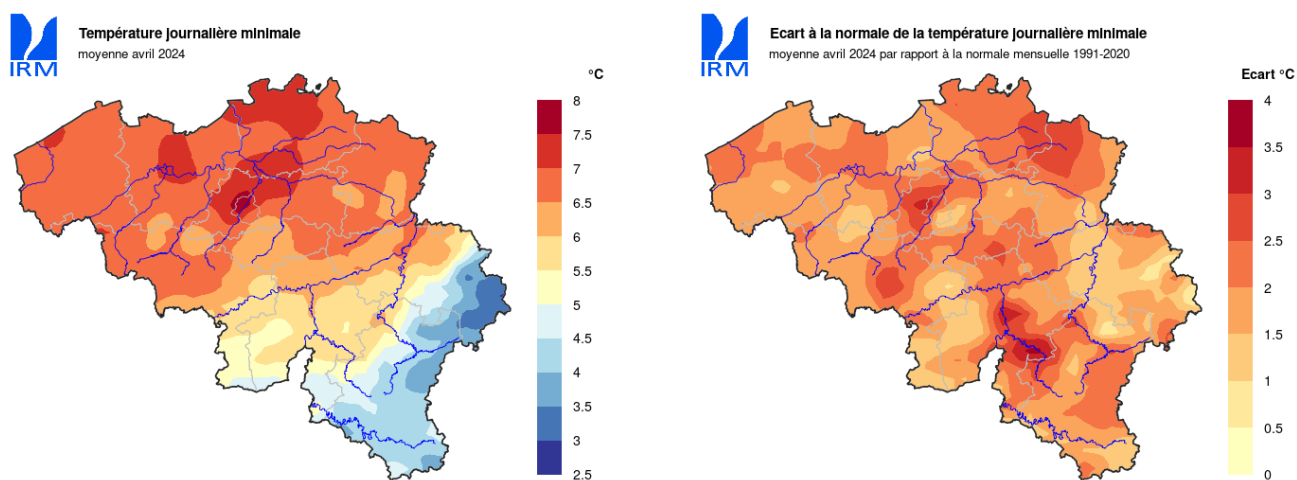 Température journalière minimale
moyenne avril 2024
IRM
°C
8
7.5
7
6.5
6
5.5
5
4.5
4
3.5
3
2.5
Ecart à la normale de la température journalière minimale
moyenne avril 2024 par rapport à la normale mensuelle 1991-2020
IRM
Ecart °C
4
3.5
3
2.5
2
1.5
1
0.5
0